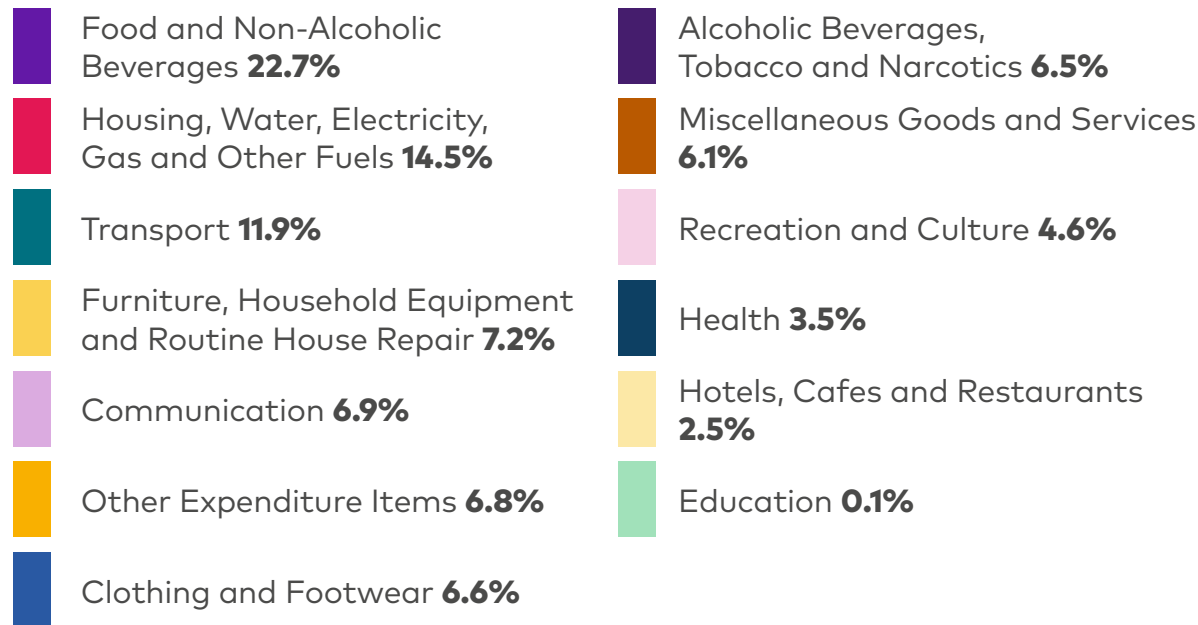 Food and Non-Alcoholic
Beverages 22.7%
Housing, Water, Electricity,
Gas and Other Fuels 14.5%
Transport 11.9%
Furniture, Household Equipment
and Routine House Repair 7.2%
Communication 6.9%
Other Expenditure Items 6.8%
Clothing and Footwear 6.6%
Alcoholic Beverages,
Tobacco and Narcotics 6.5%
Miscellaneous Goods and Services
6.1%
Recreation and Culture 4.6%
Health 3.5%
Hotels, Cafes and Restaurants
2.5%
Education 0.1%